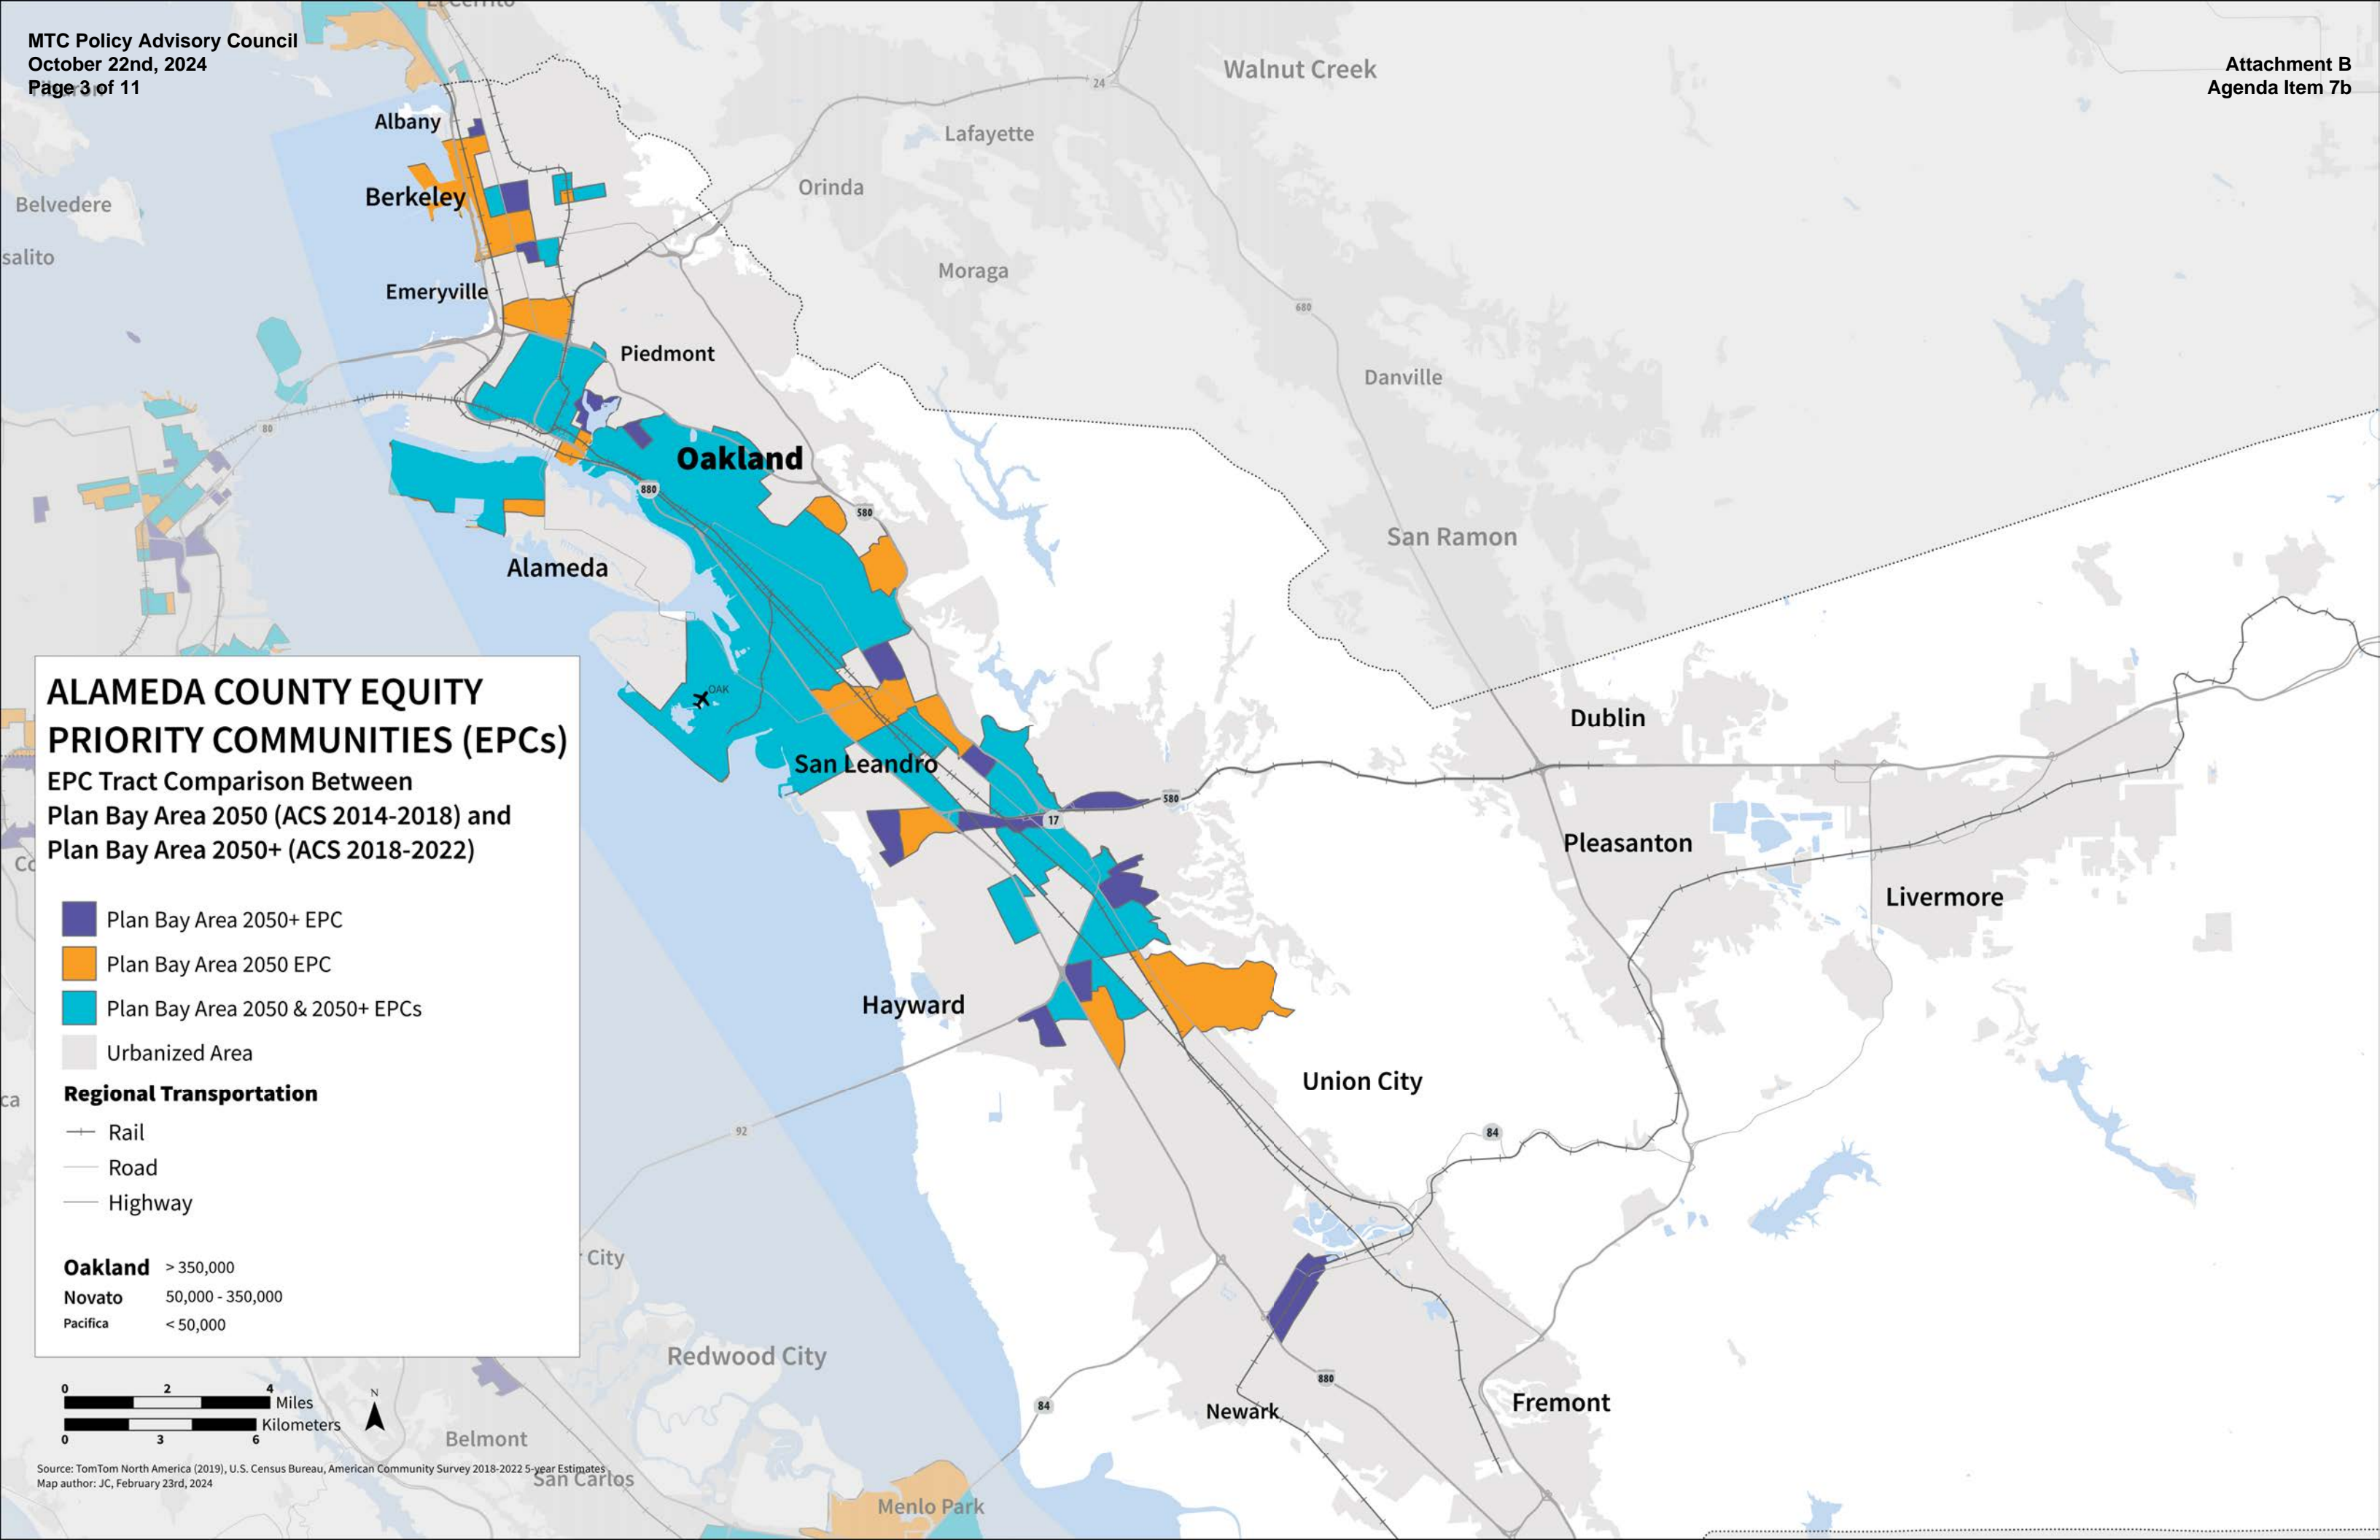 MTC Policy Advisory Council
October 22nd, 2024
Page 3 of 11
Attachment B
Agenda Item 7b
El Cerrito
Walnut Creek
24
Albany
Lafayette
Berkeley
Orinda
Belvedere
salito
Moraga
Emeryville
680
Piedmont
Danville
80
Oakland
880
580
San Ramon
Alameda
OAK
ALAMEDA COUNTY EQUITY
PRIORITY COMMUNITIES (EPCs)
EPC Tract Comparison Between
Plan Bay Area 2050 (ACS 2014-2018) and
Plan Bay Area 2050+ (ACS 2018-2022)
Plan Bay Area 2050+ EPC
Plan Bay Area 2050 EPC
Plan Bay Area 2050 & 2050+ EPCs
Urbanized Area
Regional Transportation
Rail
Road
Highway
Oakland > 350,000
Novato 50,000 - 350,000
Pacifica < 50,000
Dublin
San Leandro
580
17
Pleasanton
Livermore
Hayward
Union City
92
84
City
Redwood City
880
84
Newark
Fremont
0 2 4
Miles
Kilometers
0 3 6
N
Belmont
San Carlos
Menlo Park
Source: TomTom North America (2019), U.S. Census Bureau, American Community Survey 2018-2022 5-year Estimates
Map author: JC, February 23rd, 2024